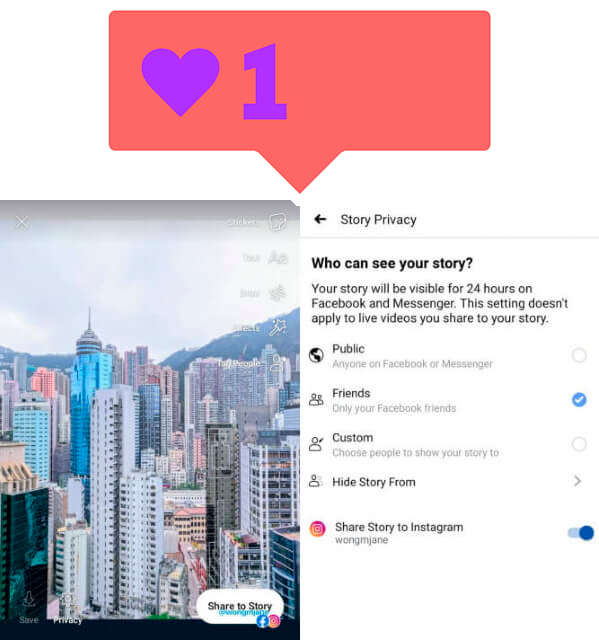 1
Stickers
Text
Effects
Tag People
Save
Privacy
Share to Story
@wongmjane
Story Privacy
Who can see your story?
Your story will be visible for 24 hours on
Facebook and Messenger. This setting doesn't
apply to live videos you share to your story.
Public
Anyone on Facebook or Messenger
Friends
Only your Facebook friends
Custom
Choose people to show your story to
Hide Story From
Share Story to Instagram
wongmjane